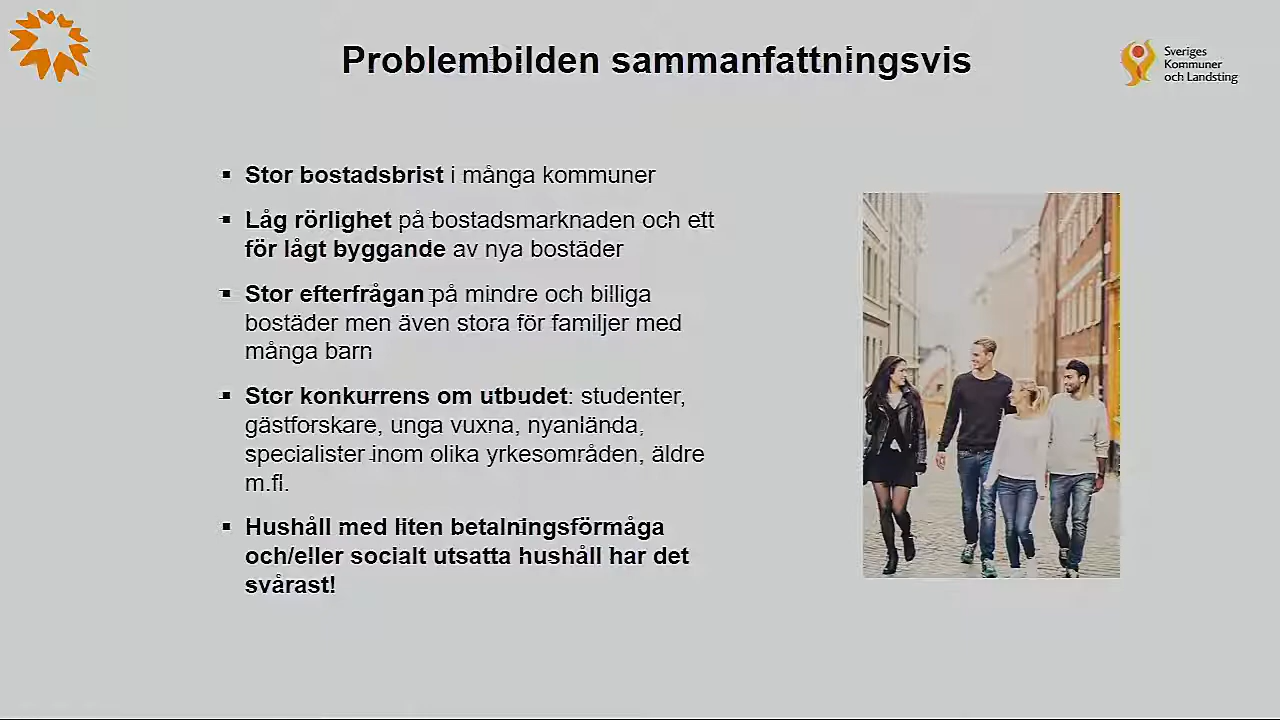 Problembilden sammanfattningsvis
Sveriges
Kommuner
och Landsting
▪ Stor bostadsbrist i många kommuner
▪ Låg rörlighet på bostadsmarknaden och ett
för lågt byggande av nya bostäder
▪ Stor efterfrågan på mindre och billiga
bostäder men även stora för familjer med
många barn
▪ Stor konkurrens om utbudet: studenter,
gästforskare, unga vuxna, nyanlända,
specialister inom olika yrkesområden, äldre
m.fl.
▪ Hushåll med liten betalningsförmåga
och/eller socialt utsatta hushåll har det
svårast!